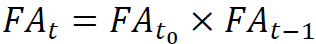 FA_t = FA_{t_0} × FA_{t−1}